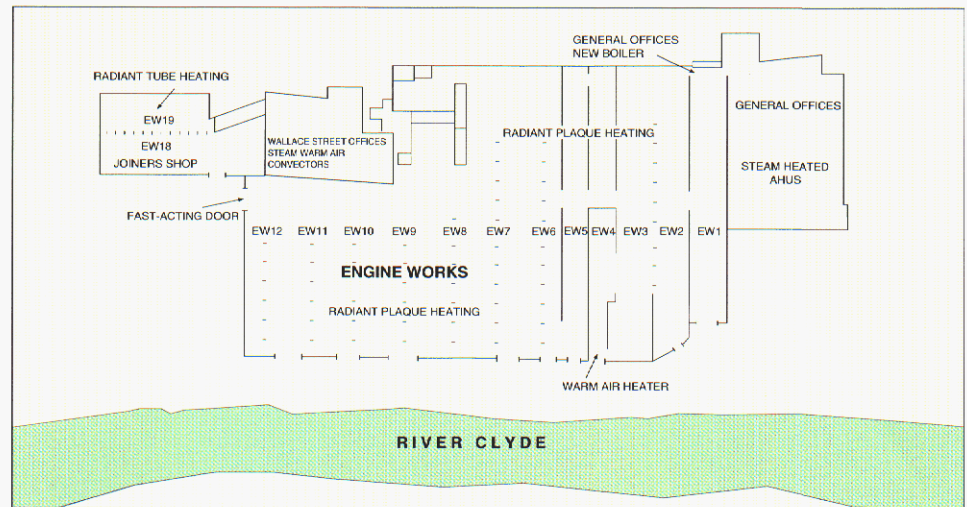 GENERAL OFFICES
NEW BOILER
RADIANT TUBE HEATING
GENERAL OFFICES
EW19
RADIANT PLAQUE HEATING
EW18
JOINERS SHOP
WALLACE STREET OFFICES
STEAM WARM AIR
CONVECTORS
STEAM HEATED
AHUS
FAST-ACTING DOOR
EW12 EW11 EW10 EW9 EW8 EW7 EW6 EW5 EW4 EW3 EW2 EW1
ENGINE WORKS
RADIANT PLAQUE HEATING
WARM AIR HEATER
RIVER CLYDE